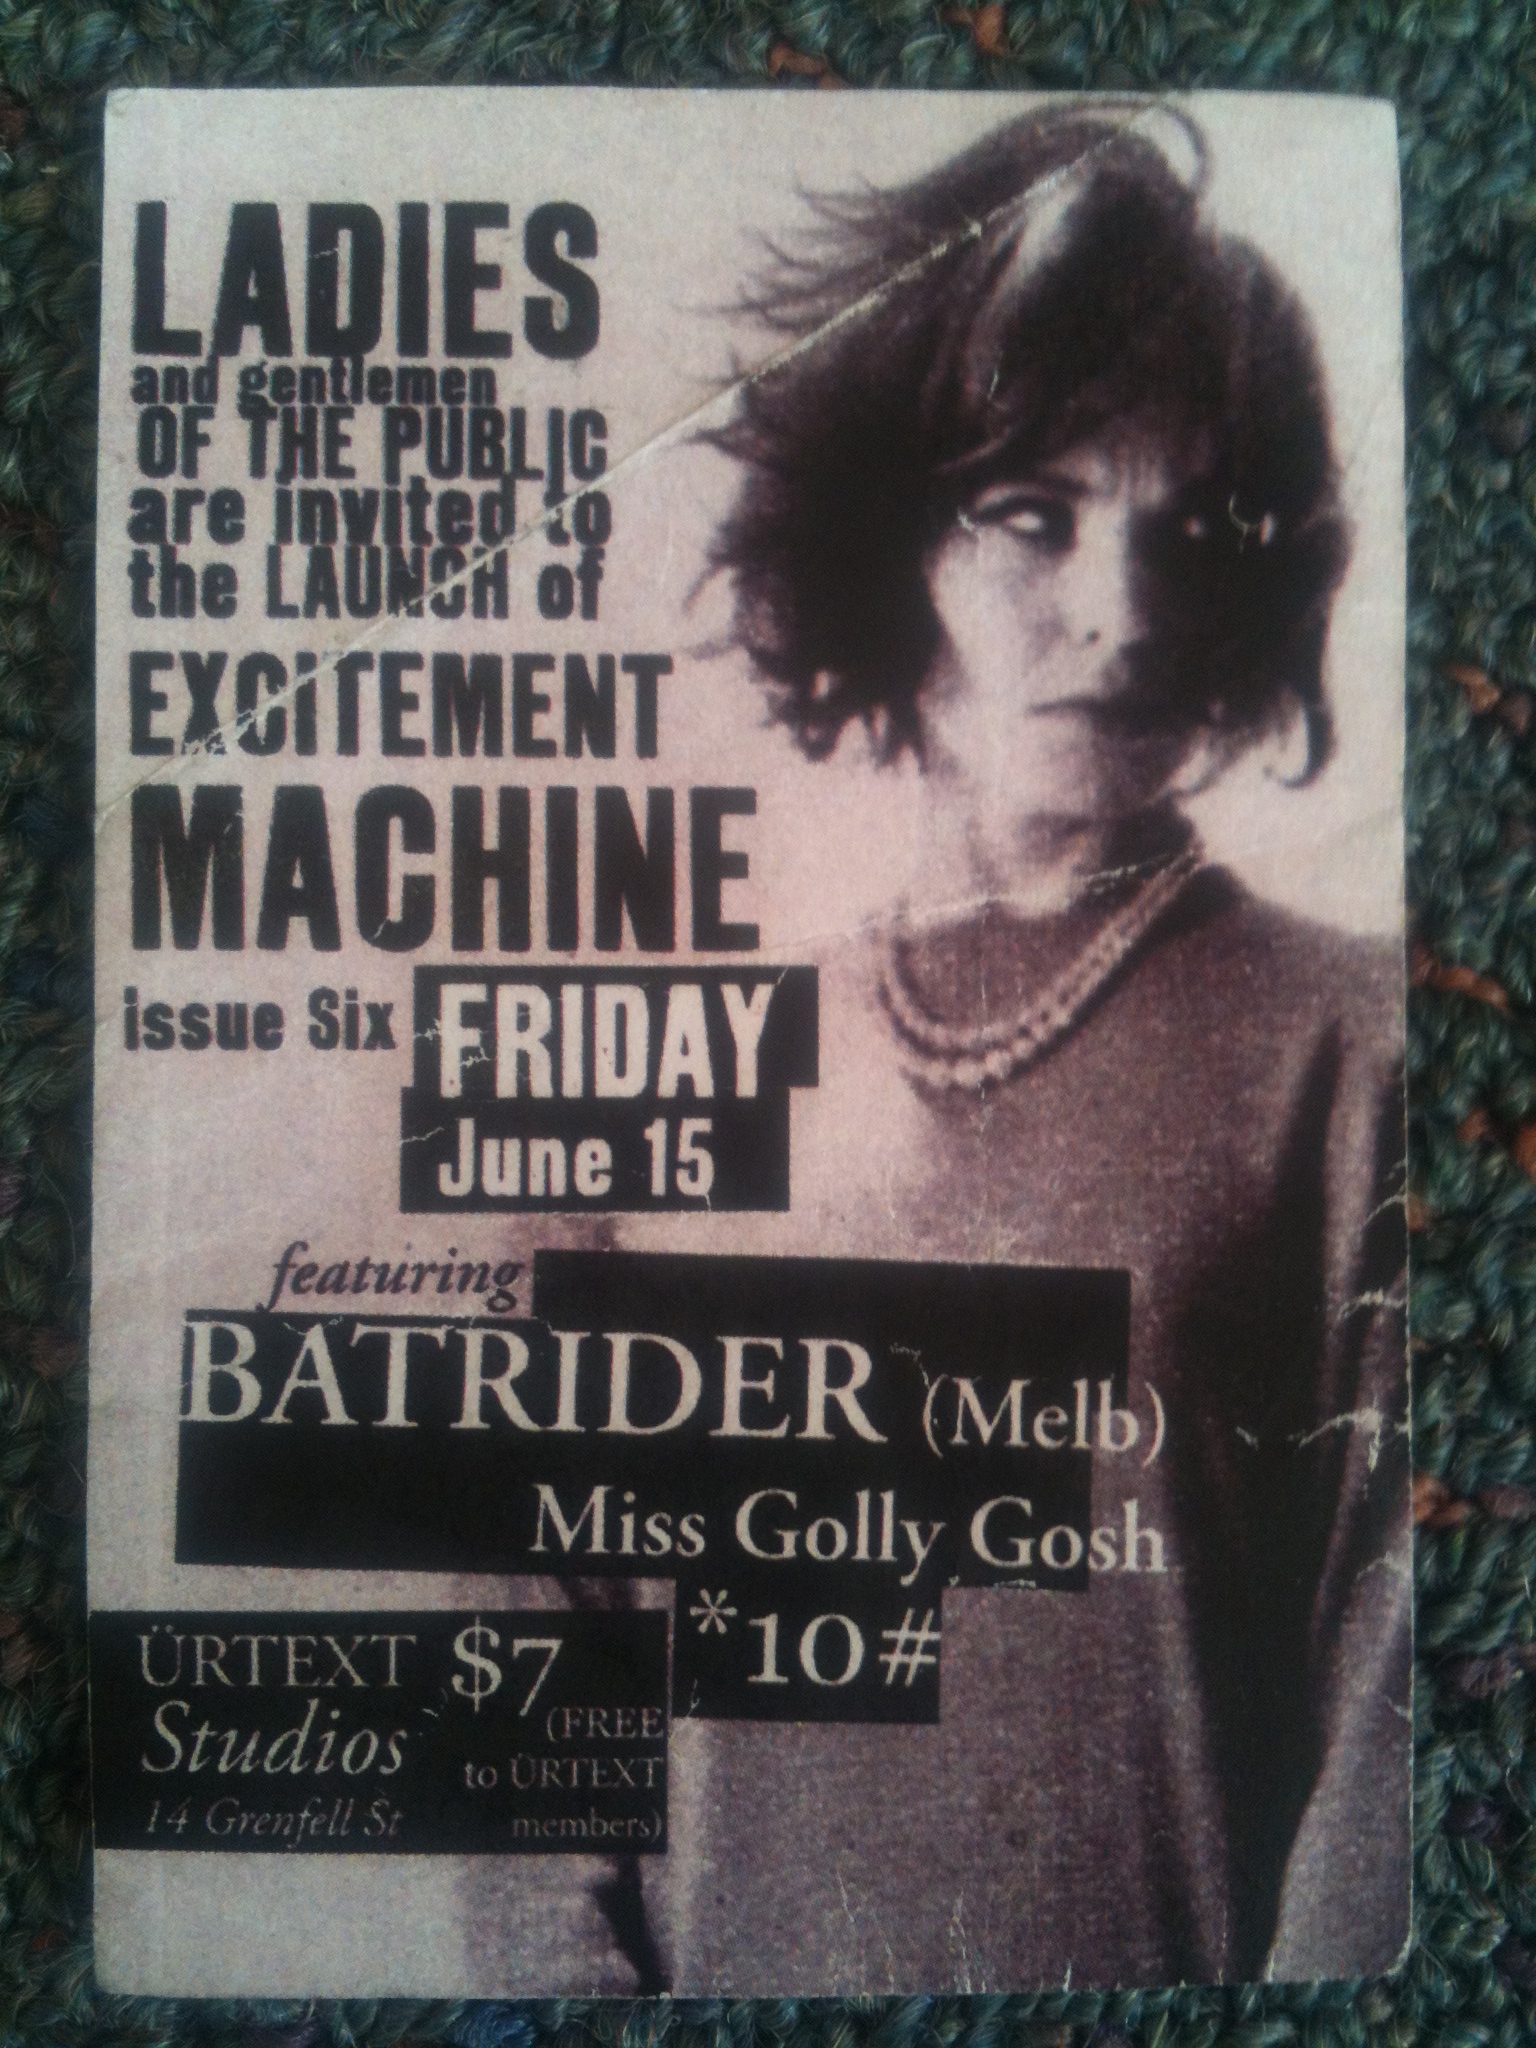 LADIES
and gentlemen
OF THE PUBLIC
are invited to
the LAUNCH of
EXCITEMENT
MACHINE
issue Six FRIDAY
June 15
featuring
BATRIDER (Melb)
Miss Golly Gosh
*10#
ÜRTEXT
Studios
14 Grenfell St
$7
(FREE
to ÜRTEXT
members)